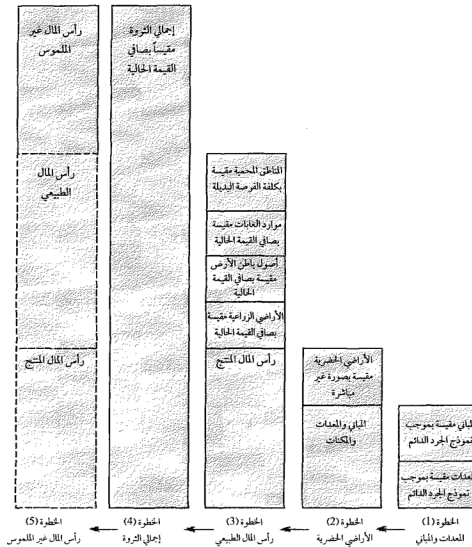 رأس المال غير
الملموس
إجمالي الثروة
مقيساً بصافي
القيمة الحالية
رأس المال
الطبيعي
المناطق المحمية مقيسة
بكلفة الفرصة البديلة
موارد الغابات مقيسة
بصافي القيمة الحالية
أصول باطن الأرض
مقيسة بصافي القيمة
الحالية
الأراضي الزراعية مقيسة
بصافي القيمة الحالية
رأس المال المنتج
رأس المال المنتج
الأراضي الحضرية
مقيسة بصورة غير
مباشرة
المباني والمعدات
والمكنات
المباني مقيسة بموجب
نموذج الجرد الدائم
المعدات مقيسة بموجب
نموذج الجرد الدائم
الخطوة (1)
المعدات والمباني
الخطوة (2)
الأراضي الحضرية
الخطوة (3)
رأس المال الطبيعي
الخطوة (4)
إجمالي الثروة
الخطوة (5)
رأس المال غير الملموس